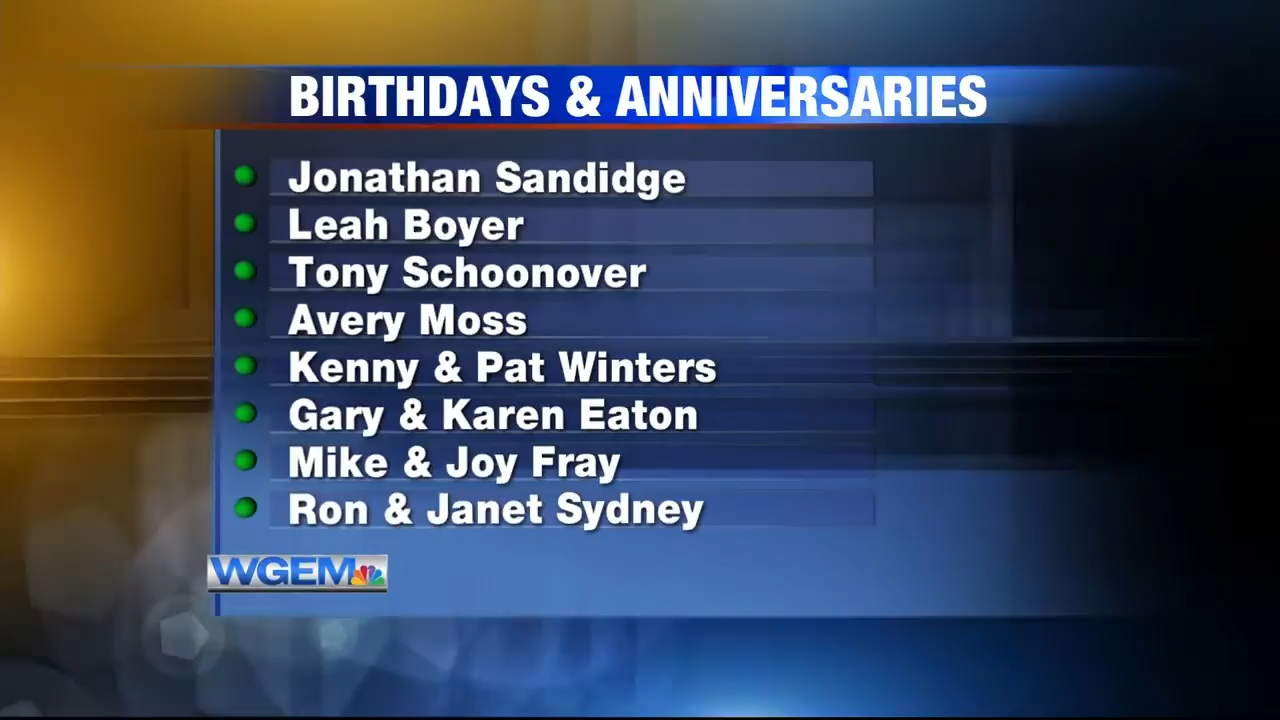 BIRTHDAYS & ANNIVERSARIES
Jonathan Sandidge
Leah Boyer
Tony Schoonover
Avery Moss
Kenny & Pat Winters
Gary & Karen Eaton
Mike & Joy Fray
Ron & Janet Sydney
WGEM